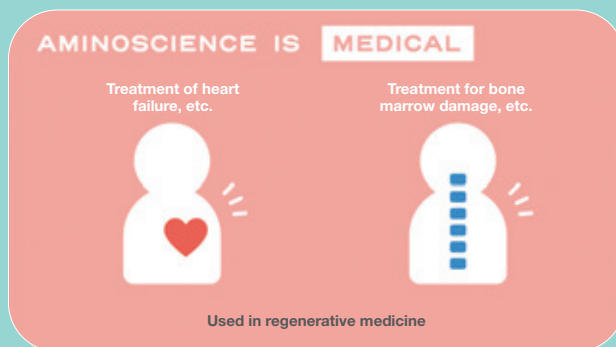 AMINOSCIENCE IS MEDICAL
Treatment of heart
failure, etc.
Treatment for bone
marrow damage, etc.
Used in regenerative medicine